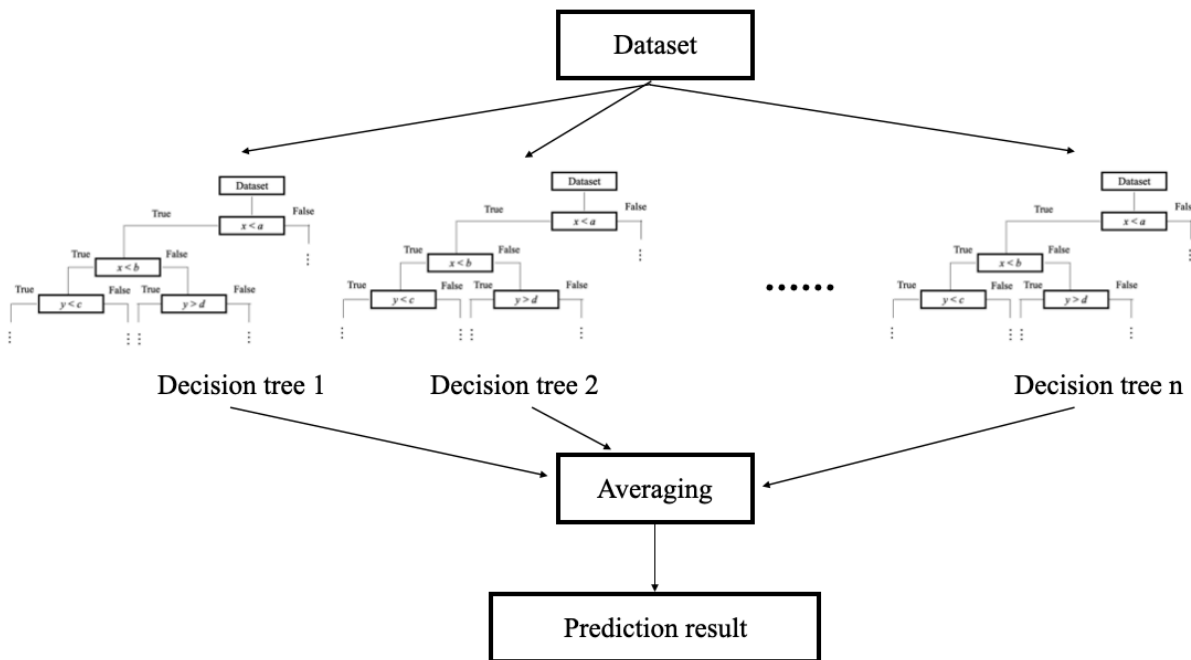 Dataset
Dataset
True
False
x < a
True
False
x < b
True
False
True
False
y < c
y > d
Decision tree 1
Dataset
True
False
x < a
True
False
x < b
True
False
True
False
y < c
y > d
Decision tree 2
......
Dataset
True
False
x < a
True
False
x < b
True
False
True
False
y < c
y > d
Decision tree n
Averaging
Prediction result